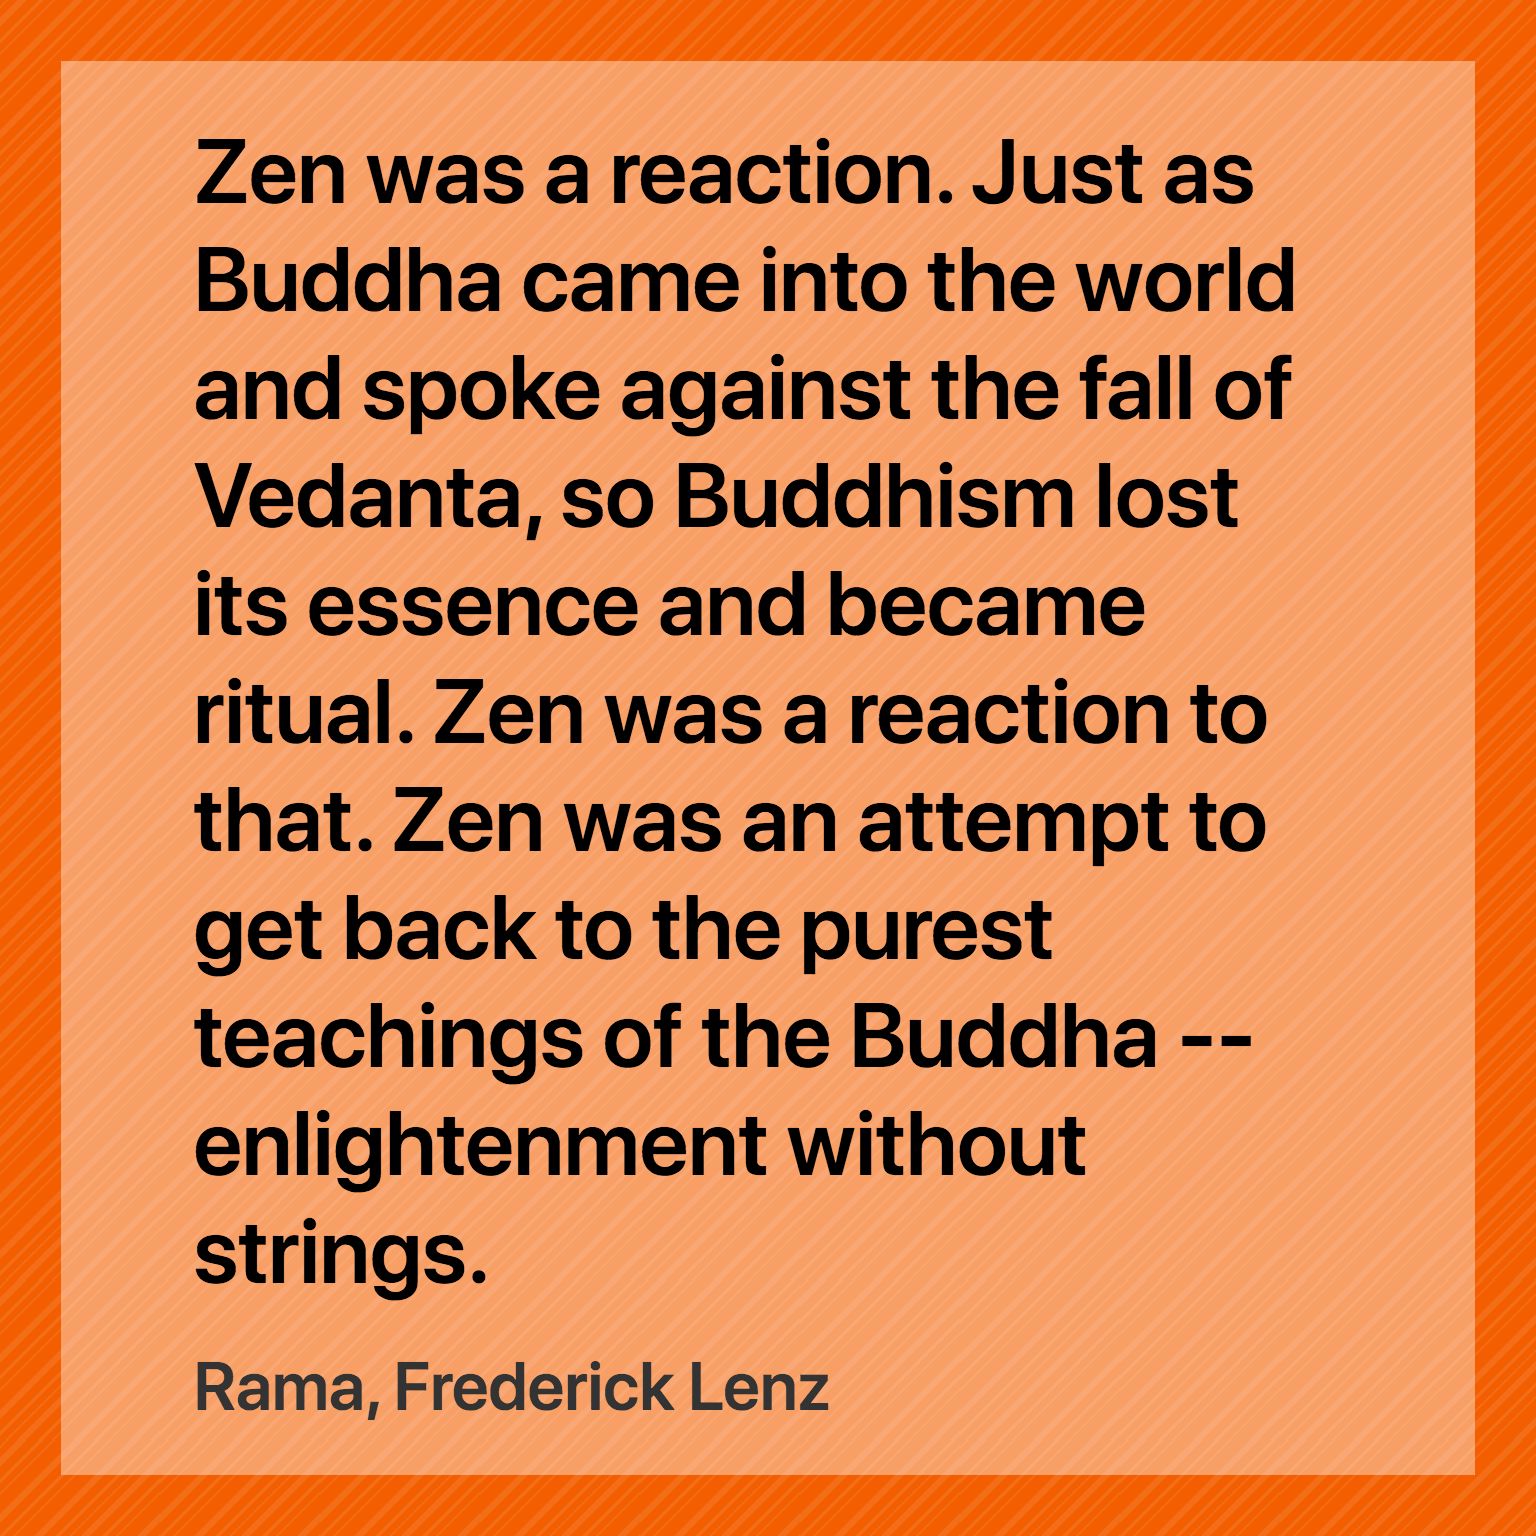 Zen was a reaction. Just as
Buddha came into the world
and spoke against the fall of
Vedanta, so Buddhism lost
its essence and became
ritual. Zen was a reaction to
that. Zen was an attempt to
get back to the purest
teachings of the Buddha --
enlightenment without
strings.
Rama, Frederick Lenz